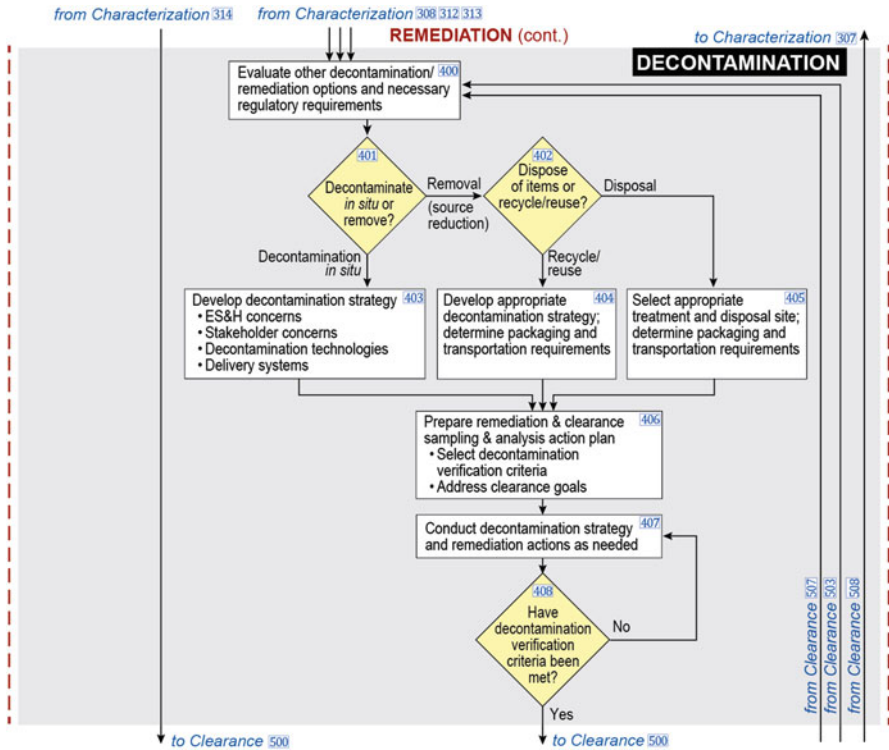 from Characterization 314
from Characterization 308 312 313
REMEDIATION (cont.)
to Characterization 307
DECONTAMINATION
Evaluate other decontamination/ 400
remediation options and necessary
regulatory requirements
401
Decontaminate
in situ or
remove?
Removal
(source
reduction)
402
Dispose
of items or
recycle/reuse?
Disposal
Decontamination
in situ
Recycle/
reuse
Develop decontamination strategy 403
• ES&H concerns
• Stakeholder concerns
• Decontamination technologies
• Delivery systems
Develop appropriate 404
decontamination strategy;
determine packaging and
transportation requirements
Select appropriate 405
treatment and disposal site;
determine packaging and
transportation requirements
Prepare remediation & clearance 406
sampling & analysis action plan
• Select decontamination
verification criteria
• Address clearance goals
Conduct decontamination strategy 407
and remediation actions as needed
408
Have
decontamination
verification
criteria been
met?
No
Yes
from Clearance 507
from Clearance 503
from Clearance 508
to Clearance 500
to Clearance 500